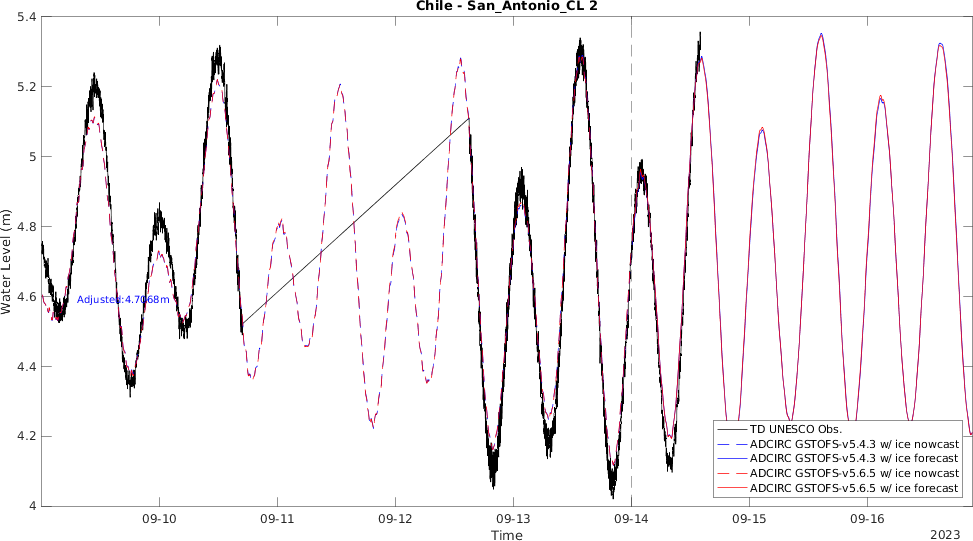 Chile - San_Antonio_CL 2
5.4
5.2
5
4.8
4.6
4.4
4.2
4
Water Level (m)
Adjusted:4.7068m
TD UNESCO Obs.
ADCIRC GSTOFS-v5.4.3 w/ ice nowcast
ADCIRC GSTOFS-v5.4.3 w/ ice forecast
ADCIRC GSTOFS-v5.6.5 w/ ice nowcast
ADCIRC GSTOFS-v5.6.5 w/ ice forecast
09-10 09-11 09-12 09-13 09-14 09-15 09-16
Time
2023